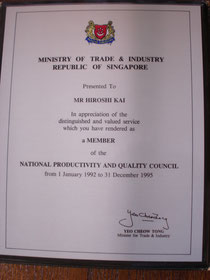 MINISTRY OF TRADE & INDUSTRY
REPUBLIC OF SINGAPORE
Presented To
MR HIROSHI KAI
In appreciation of the
distinguished and valued service
which you have rendered as
a MEMBER
of the
NATIONAL PRODUCTIVITY AND QUALITY COUNCIL
from 1 January 1992 to 31 December 1995
YEO CHEOW TONG
Minister for Trade & Industry